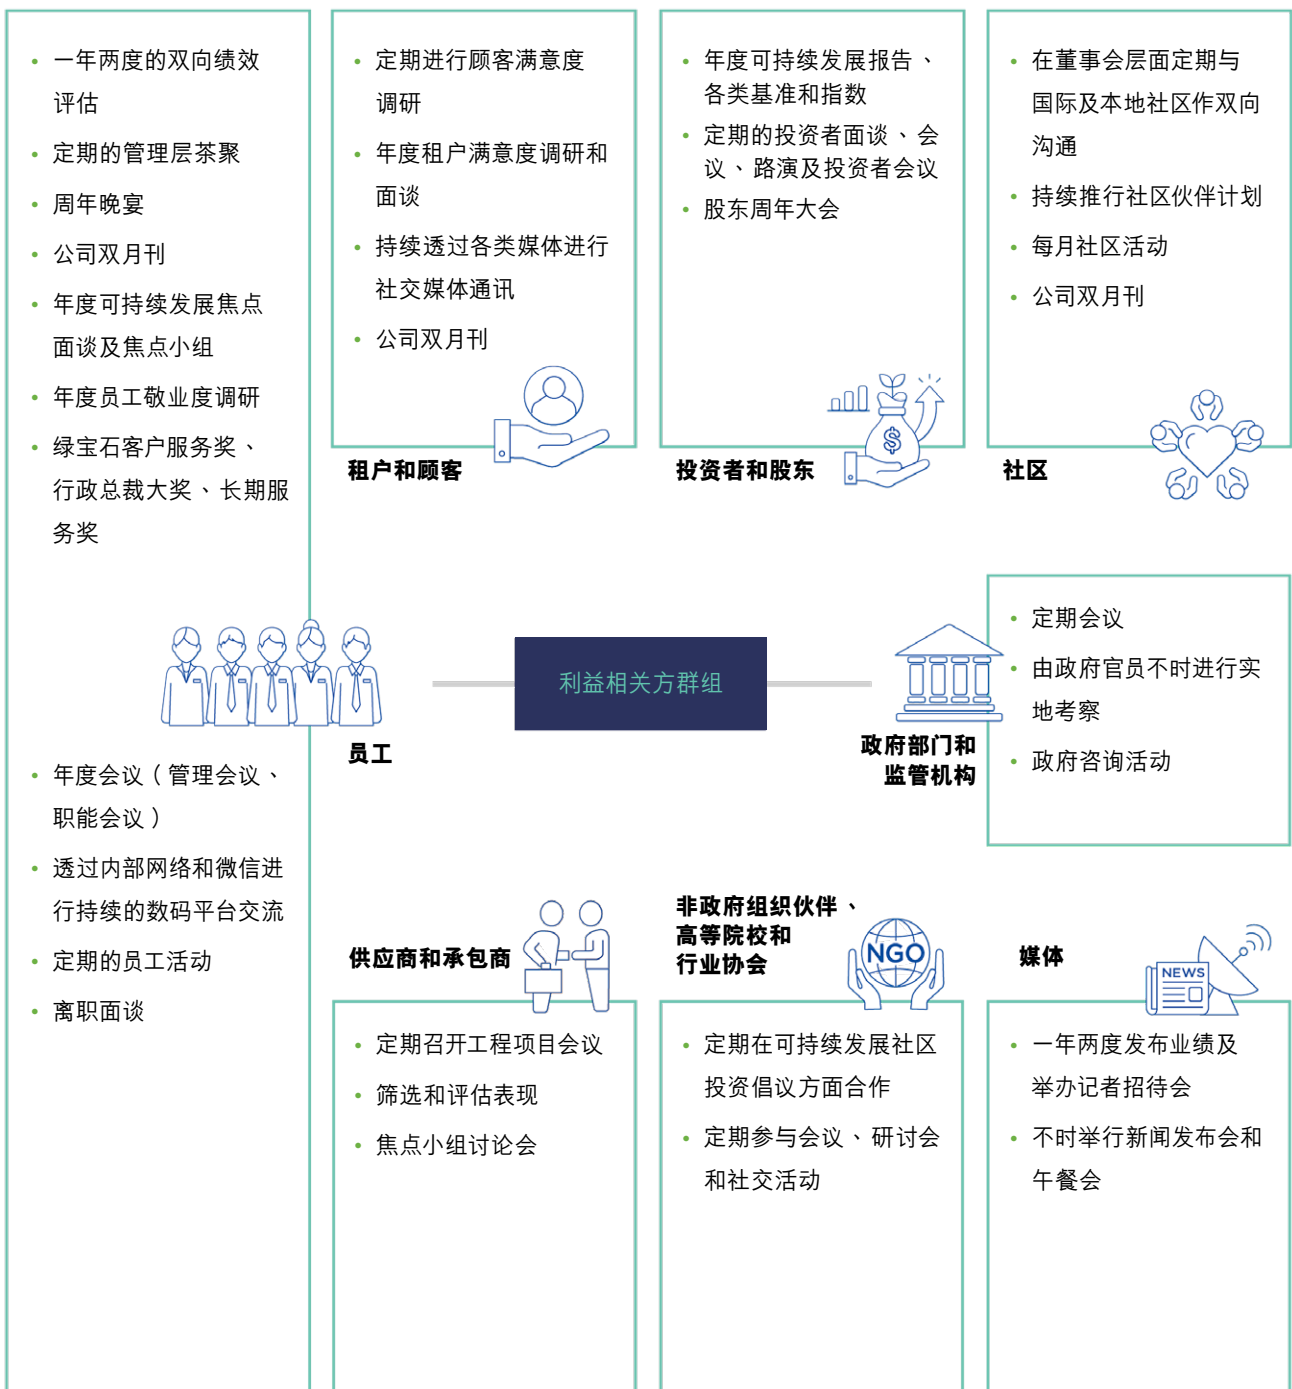 • 一年两度的双向绩效
评估
• 定期的管理层茶聚
• 周年晚宴
• 公司双月刊
• 年度可持续发展焦点
面谈及焦点小组
• 年度员工敬业度调研
• 绿宝石客户服务奖、
行政总裁大奖、长期服
务奖
• 定期进行顾客满意度
调研
• 年度租户满意度调研和
面谈
• 持续透过各类媒体进行
社交媒体通讯
• 公司双月刊
租户和顾客
• 年度可持续发展报告、
各类基准和指数
• 定期的投资者面谈、会
议、路演及投资者会议
• 股东周年大会
$
投资者和股东
• 在董事会层面定期与
国际及本地社区作双向
沟通
• 持续推行社区伙伴计划
• 每月社区活动
• 公司双月刊
社区
员工
利益相关方群组
政府部门和
监管机构
• 定期会议
• 由政府官员不时进行实
地考察
• 政府咨询活动
• 年度会议（管理会议、
职能会议）
• 透过内部网络和微信进
行持续的数码平台交流
• 定期的员工活动
• 离职面谈
供应商和承包商
• 定期召开工程项目会议
• 筛选和评估表现
• 焦点小组讨论会
非政府组织伙伴、
高等院校和
行业协会
NGO
• 定期在可持续发展社区
投资倡议方面合作
• 定期参与会议、研讨会
和社交活动
媒体
NEWS
• 一年两度发布业绩及
举办记者招待会
• 不时举行新闻发布会和
午餐会